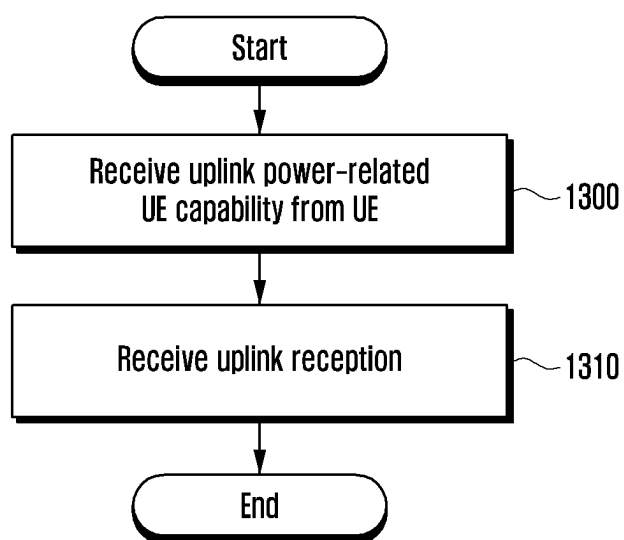 Start
Receive uplink power-related
UE capability from UE
1300
Receive uplink reception
1310
End